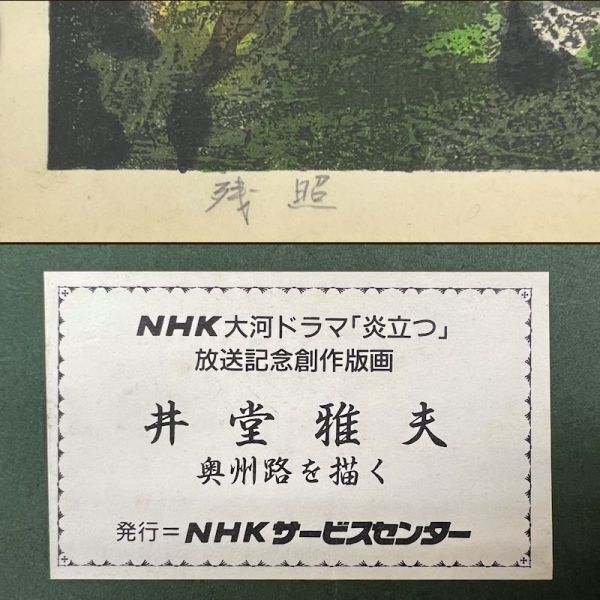 残照
NHK大河ドラマ「炎立つ」
放送記念創作版画
井堂雅夫
奥州路を描く
発行＝NHKサービスセンター